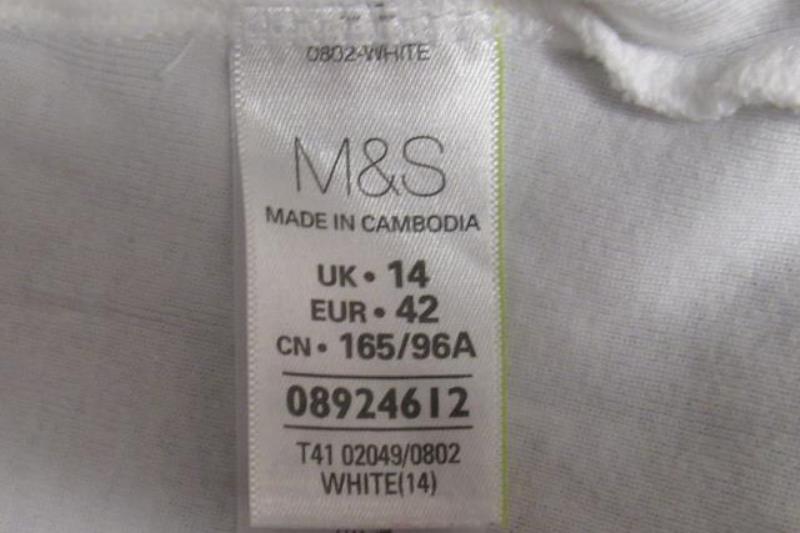 0802-WHITE
M&S
MADE IN CAMBODIA
UK • 14
EUR • 42
CN • 165/96A
08924612
T41 02049/0802
WHITE(14)